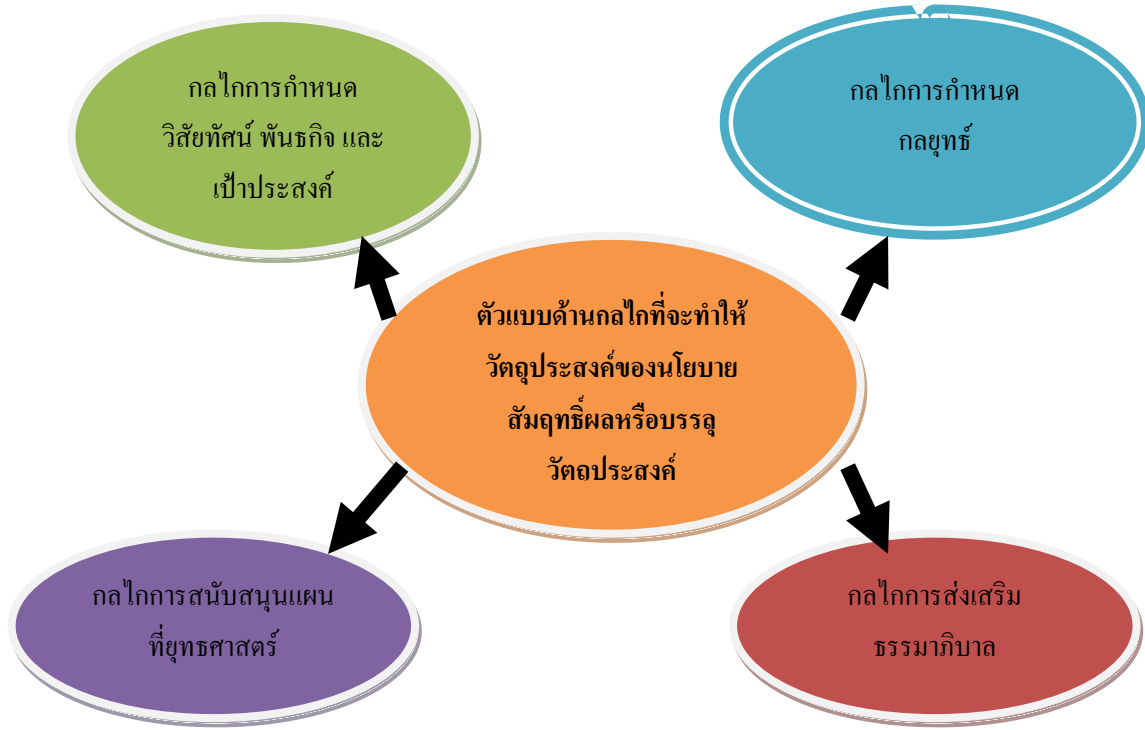 กลไกการกำหนด
วิสัยทัศน์ พันธกิจ และ
เป้าประสงค์
กลไกการกำหนด
กลยุทธ์
ตัวแบบด้านกลไกที่จะทำให้
วัตถุประสงค์ของนโยบาย
สัมฤทธิ์ผลหรือบรรลุ
วัตถประสงค์
กลไกการสนับสนุนแผน
ที่ยุทธศาสตร์
กลไกการส่งเสริม
ธรรมาภิบาล